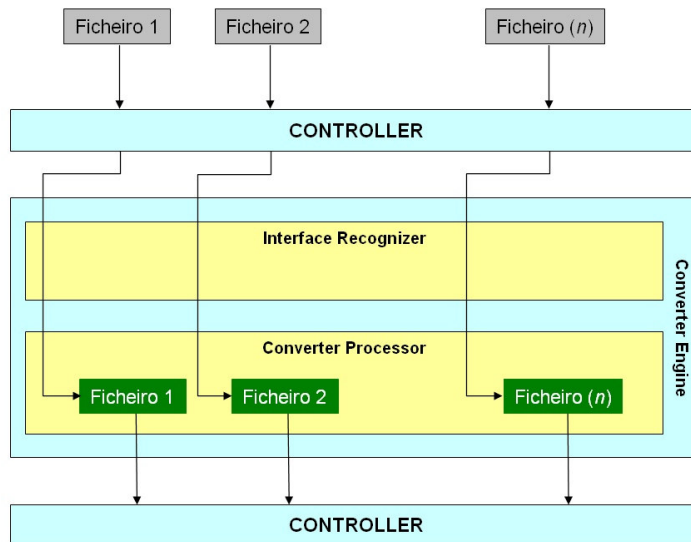 Ficheiro 1
Ficheiro 2
Ficheiro (n)
CONTROLLER
Interface Recognizer
Converter Engine
Converter Processor
Ficheiro 1
Ficheiro 2
Ficheiro (n)
CONTROLLER